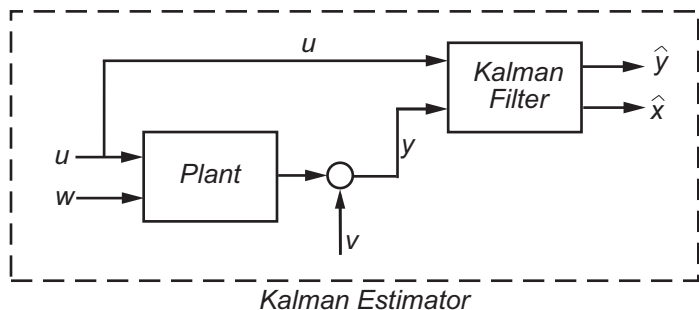 u
Kalman
Filter
ŷ
x̂
y
u
Plant
w
v
Kalman Estimator